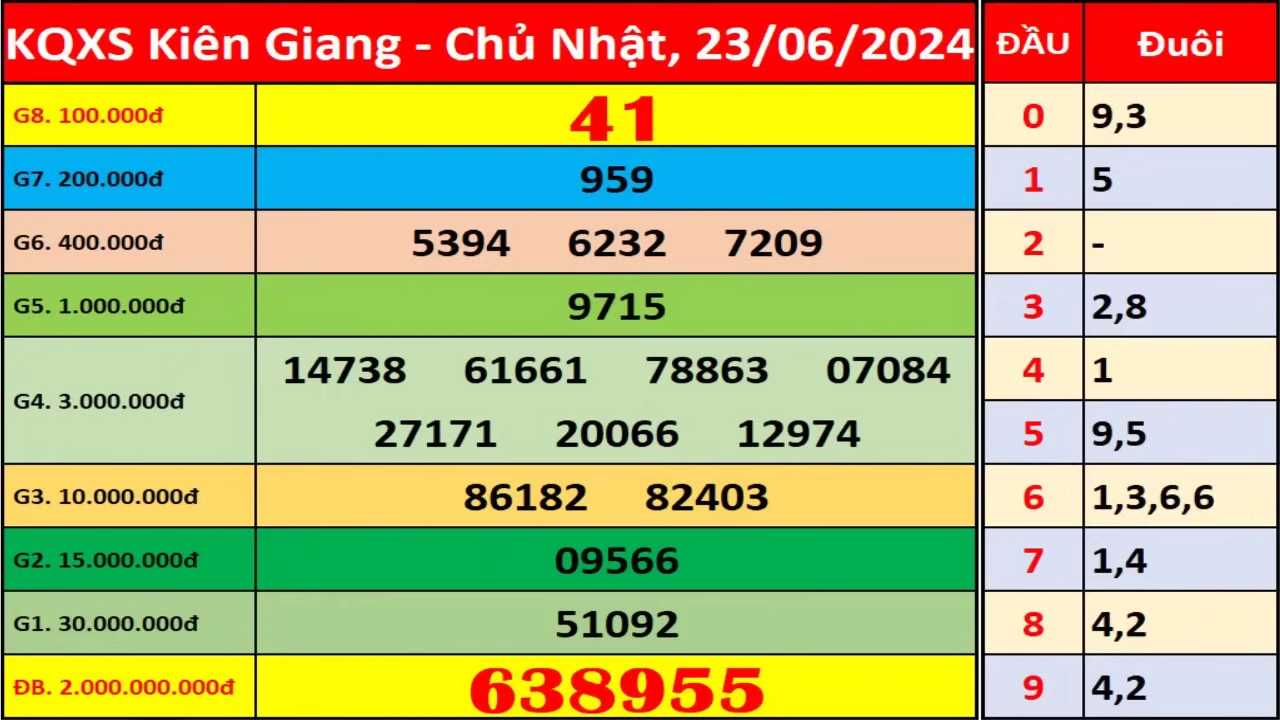 KQXS Kiên Giang - Chủ Nhật, 23/06/2024
G8. 100.000đ 41
G7. 200.000đ 959
G6. 400.000đ 5394 6232 7209
G5. 1.000.000đ 9715
G4. 3.000.000đ 14738 61661 78863 07084
27171 20066 12974
G3. 10.000.000đ 86182 82403
G2. 15.000.000đ 09566
G1. 30.000.000đ 51092
ĐB. 2.000.000.000đ 638955
ĐẦU Đuôi
0 9,3
1 5
2 -
3 2,8
4 1
5 9,5
6 1,3,6,6
7 1,4
8 4,2
9 4,2